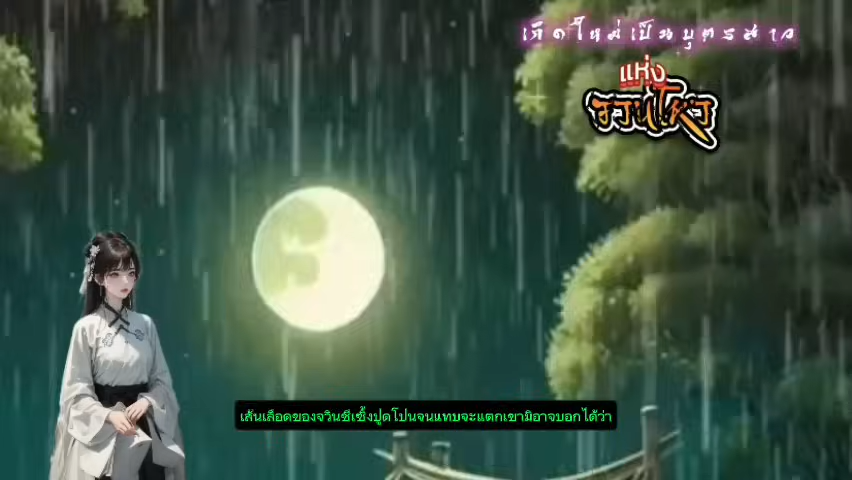 เกิดใหม่เป็นบุตรสาว
แห่ง
จวนโหว
เส้นเลือดของจวินซีเซิ้งปูดโปนจนแทบจะแตกเขามิอาจบอกได้ว่า